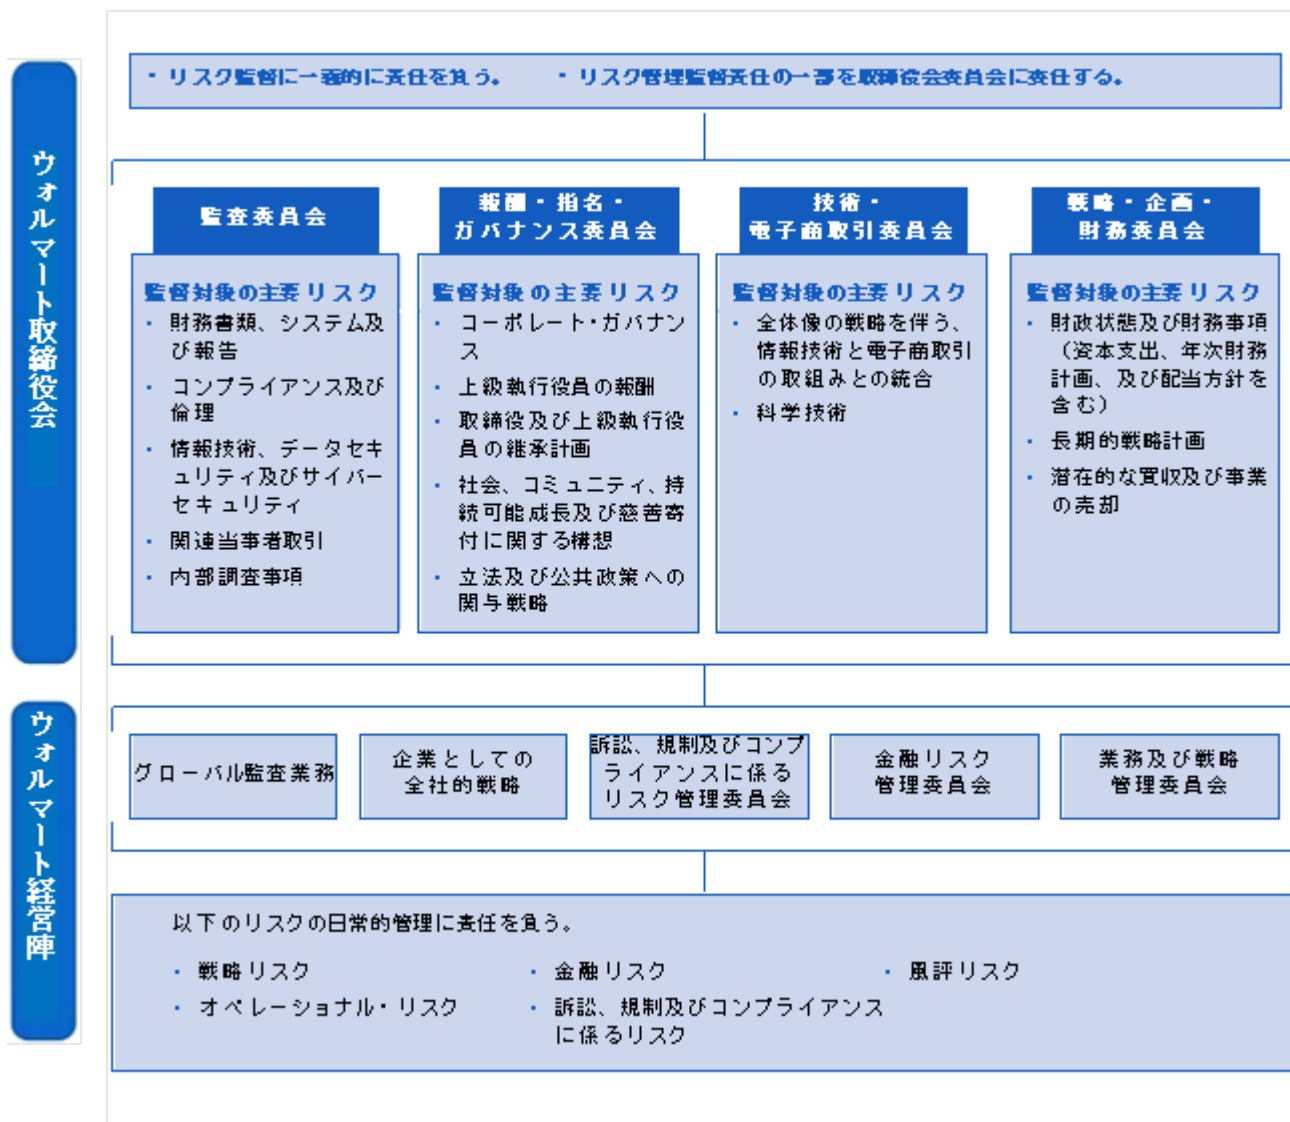 ・ リスク監督に一義的に責任を負う。 ・ リスク管理監督責任の一部を取締役会委員会に委任する。
ウォルマート取締役会
監査委員会
監督対象の主要リスク
・ 財務書類、システム及
び報告
・ コンプライアンス及び
倫理
・ 情報技術、データセキ
ュリティ及びサイバー
セキュリティ
・ 関連当事者取引
・ 内部調査事項
報酬・指名・
ガバナンス委員会
監督対象の主要リスク
・ コーポレート・ガバナン
ス
・ 上級執行役員の報酬
・ 取締役及び上級執行役
員の継承計画
・ 社会、コミュニティ、持
続可能成長及び慈善寄
付に関する構想
・ 立法及び公共政策への
関与戦略
技術・
電子商取引委員会
監督対象の主要リスク
・ 全体像の戦略を伴う、
情報技術と電子商取引
の取組みとの統合
・ 科学技術
戦略・企画・
財務委員会
監督対象の主要リスク
・ 財政状態及び財務事項
（資本支出、年次財務
計画、及び配当方針を
含む）
・ 長期的戦略計画
・ 潜在的な買収及び事業
の売却
ウォルマート経営陣
グローバル監査業務
企業としての
全社的戦略
訴訟、規制及びコンプ
ライアンスに係る
リスク管理委員会
金融リスク
管理委員会
業務及び戦略
管理委員会
以下のリスクの日常的管理に責任を負う。
・ 戦略リスク
・ オペレーショナル・リスク
・ 金融リスク
・ 訴訟、規制及びコンプライアンス
に係るリスク
・ 風評リスク